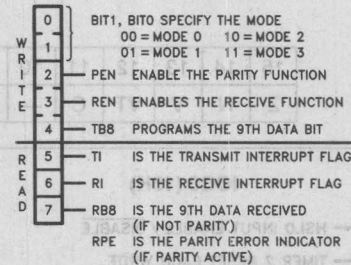 0 BIT1, BIT0 SPECIFY THE MODE
1 00 = MODE 0 10 = MODE 2
01 = MODE 1 11 = MODE 3
WRITE
2 PEN ENABLE THE PARITY FUNCTION
3 REN ENABLES THE RECEIVE FUNCTION
4 TB8 PROGRAMS THE 9TH DATA BIT
READ
5 TI IS THE TRANSMIT INTERRUPT FLAG
6 RI IS THE RECEIVE INTERRUPT FLAG
7 RB8 IS THE 9TH DATA RECEIVED
(IF NOT PARITY)
RPE IS THE PARITY ERROR INDICATOR
(IF PARITY ACTIVE)